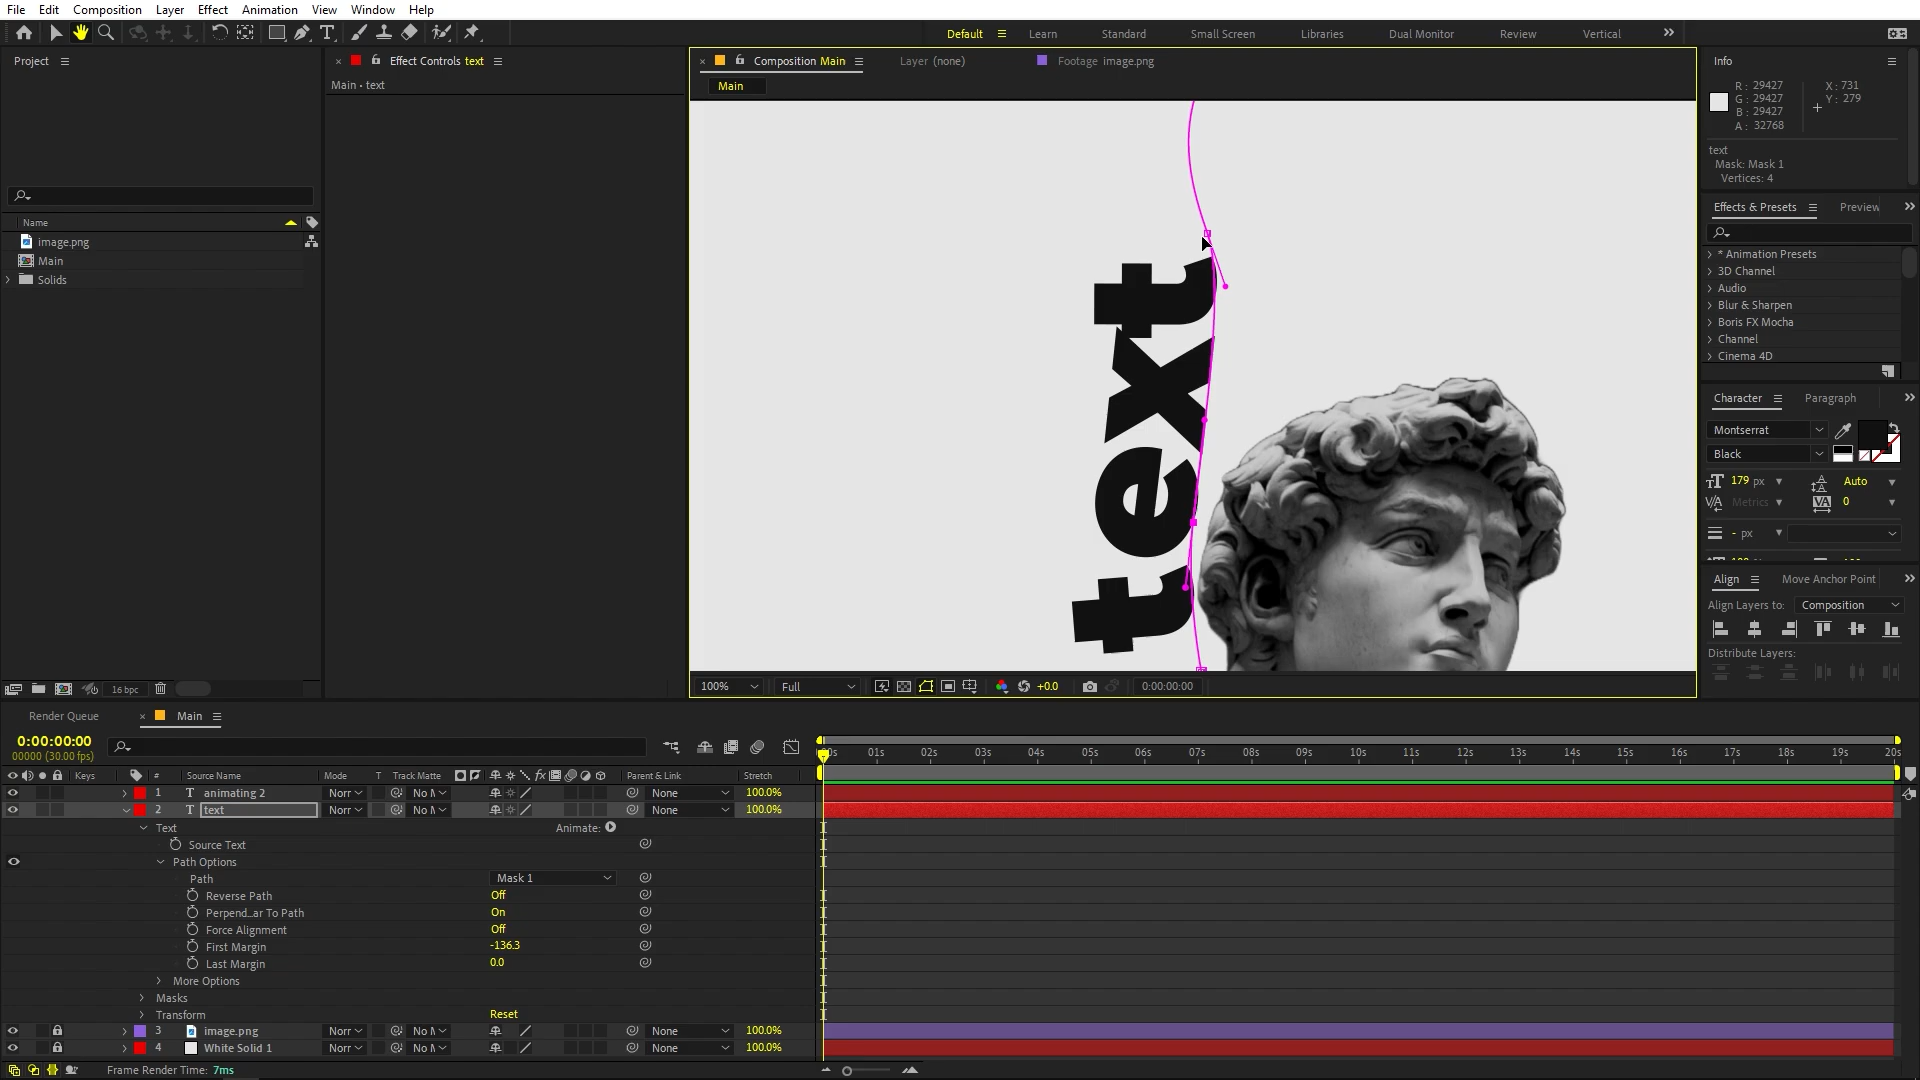 File Edit Composition Layer Effect Animation View Window Help
Default Learn Standard Small Screen Libraries Dual Monitor Review Vertical
Project
Name
image.png
Main
Solids
16 bpc
Effect Controls text
Main • text
Composition Main
Layer (none)
Footage image.png
Main
text
100% Full +0.0 0:00:00:00
Info
R: 29427 X: 731
G: 29427 Y: 279
B: 29427
A: 32768
text
Mask: Mask 1
Vertices: 4
Effects & Presets Preview
* Animation Presets
3D Channel
Audio
Blur & Sharpen
Boris FX Mocha
Channel
Cinema 4D
Character Paragraph
Montserrat
Black
179 px Auto
Metrics 0
- px
Align Move Anchor Point
Align Layers to: Composition
Distribute Layers:
Render Queue Main
0:00:00:00
00000 (30.00 fps)
01s 02s 03s 04s 05s 06s 07s 08s 09s 10s 11s 12s 13s 14s 15s 16s 17s 18s 19s 20s
Keys # Source Name Mode T Track Matte Parent & Link Stretch
1 T animating 2 Norr No M None 100.0%
2 T text Norr No M None 100.0%
Text Animate:
Source Text
Path Options
Path Mask 1
Reverse Path Off
Perpend...ar To Path On
Force Alignment Off
First Margin -136.3
Last Margin 0.0
More Options
Masks
Transform Reset
3 image.png Norr No M None 100.0%
4 White Solid 1 Norr No M None 100.0%
Frame Render Time: 7ms